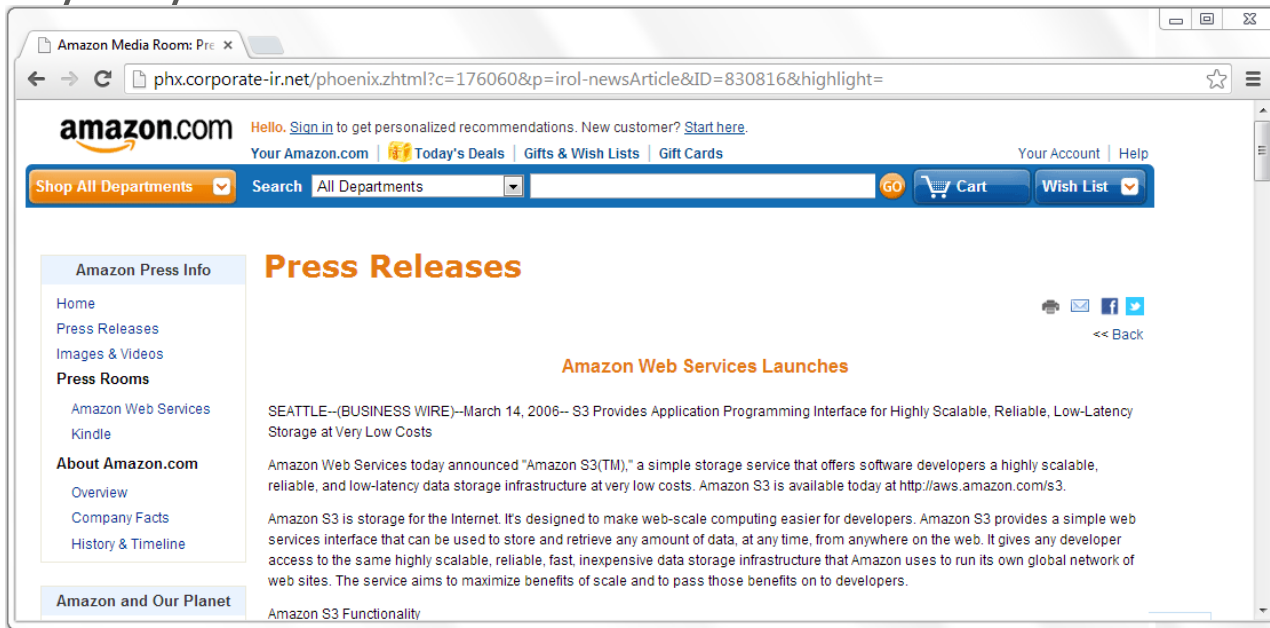 Amazon Media Room: Pre
phx.corporate-ir.net/phoenix.zhtml?c=176060&p=irol-newsArticle&ID=830816&highlight=
amazon.com
Hello. Sign in to get personalized recommendations. New customer? Start here.
Your Amazon.com | Today's Deals | Gifts & Wish Lists | Gift Cards
Your Account | Help
Shop All Departments
Search All Departments GO
Cart
Wish List
Amazon Press Info
Home
Press Releases
Images & Videos
Press Rooms
Amazon Web Services
Kindle
About Amazon.com
Overview
Company Facts
History & Timeline
Amazon and Our Planet
Press Releases
<< Back
Amazon Web Services Launches
SEATTLE--(BUSINESS WIRE)--March 14, 2006-- S3 Provides Application Programming Interface for Highly Scalable, Reliable, Low-Latency
Storage at Very Low Costs
Amazon Web Services today announced "Amazon S3(TM)," a simple storage service that offers software developers a highly scalable,
reliable, and low-latency data storage infrastructure at very low costs. Amazon S3 is available today at http://aws.amazon.com/s3.
Amazon S3 is storage for the Internet. It's designed to make web-scale computing easier for developers. Amazon S3 provides a simple web
services interface that can be used to store and retrieve any amount of data, at any time, from anywhere on the web. It gives any developer
access to the same highly scalable, reliable, fast, inexpensive data storage infrastructure that Amazon uses to run its own global network of
web sites. The service aims to maximize benefits of scale and to pass those benefits on to developers.
Amazon S3 Functionality